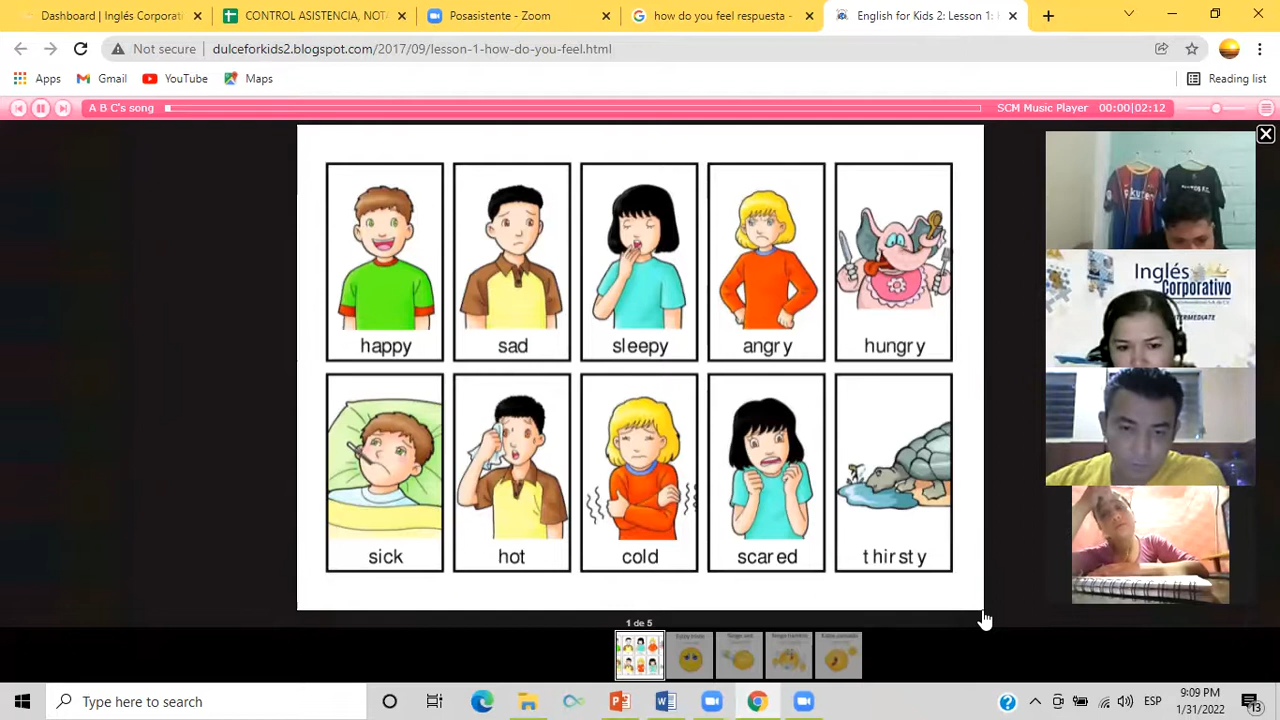 Dashboard | Inglés Corporati
CONTROL ASISTENCIA, NOTA
Posasistente - Zoom
how do you feel respuesta -
English for Kids 2: Lesson 1: H
Not secure
dulceforkids2.blogspot.com/2017/09/lesson-1-how-do-you-feel.html
Apps
Gmail
YouTube
Maps
Reading list
A B C's song
SCM Music Player
00:00|02:12
happy
sad
sleepy
angry
hungry
sick
hot
cold
scared
thirsty
Inglés
Corporativo
1 de 5
Type here to search
ESP
9:09 PM
1/31/2022
13